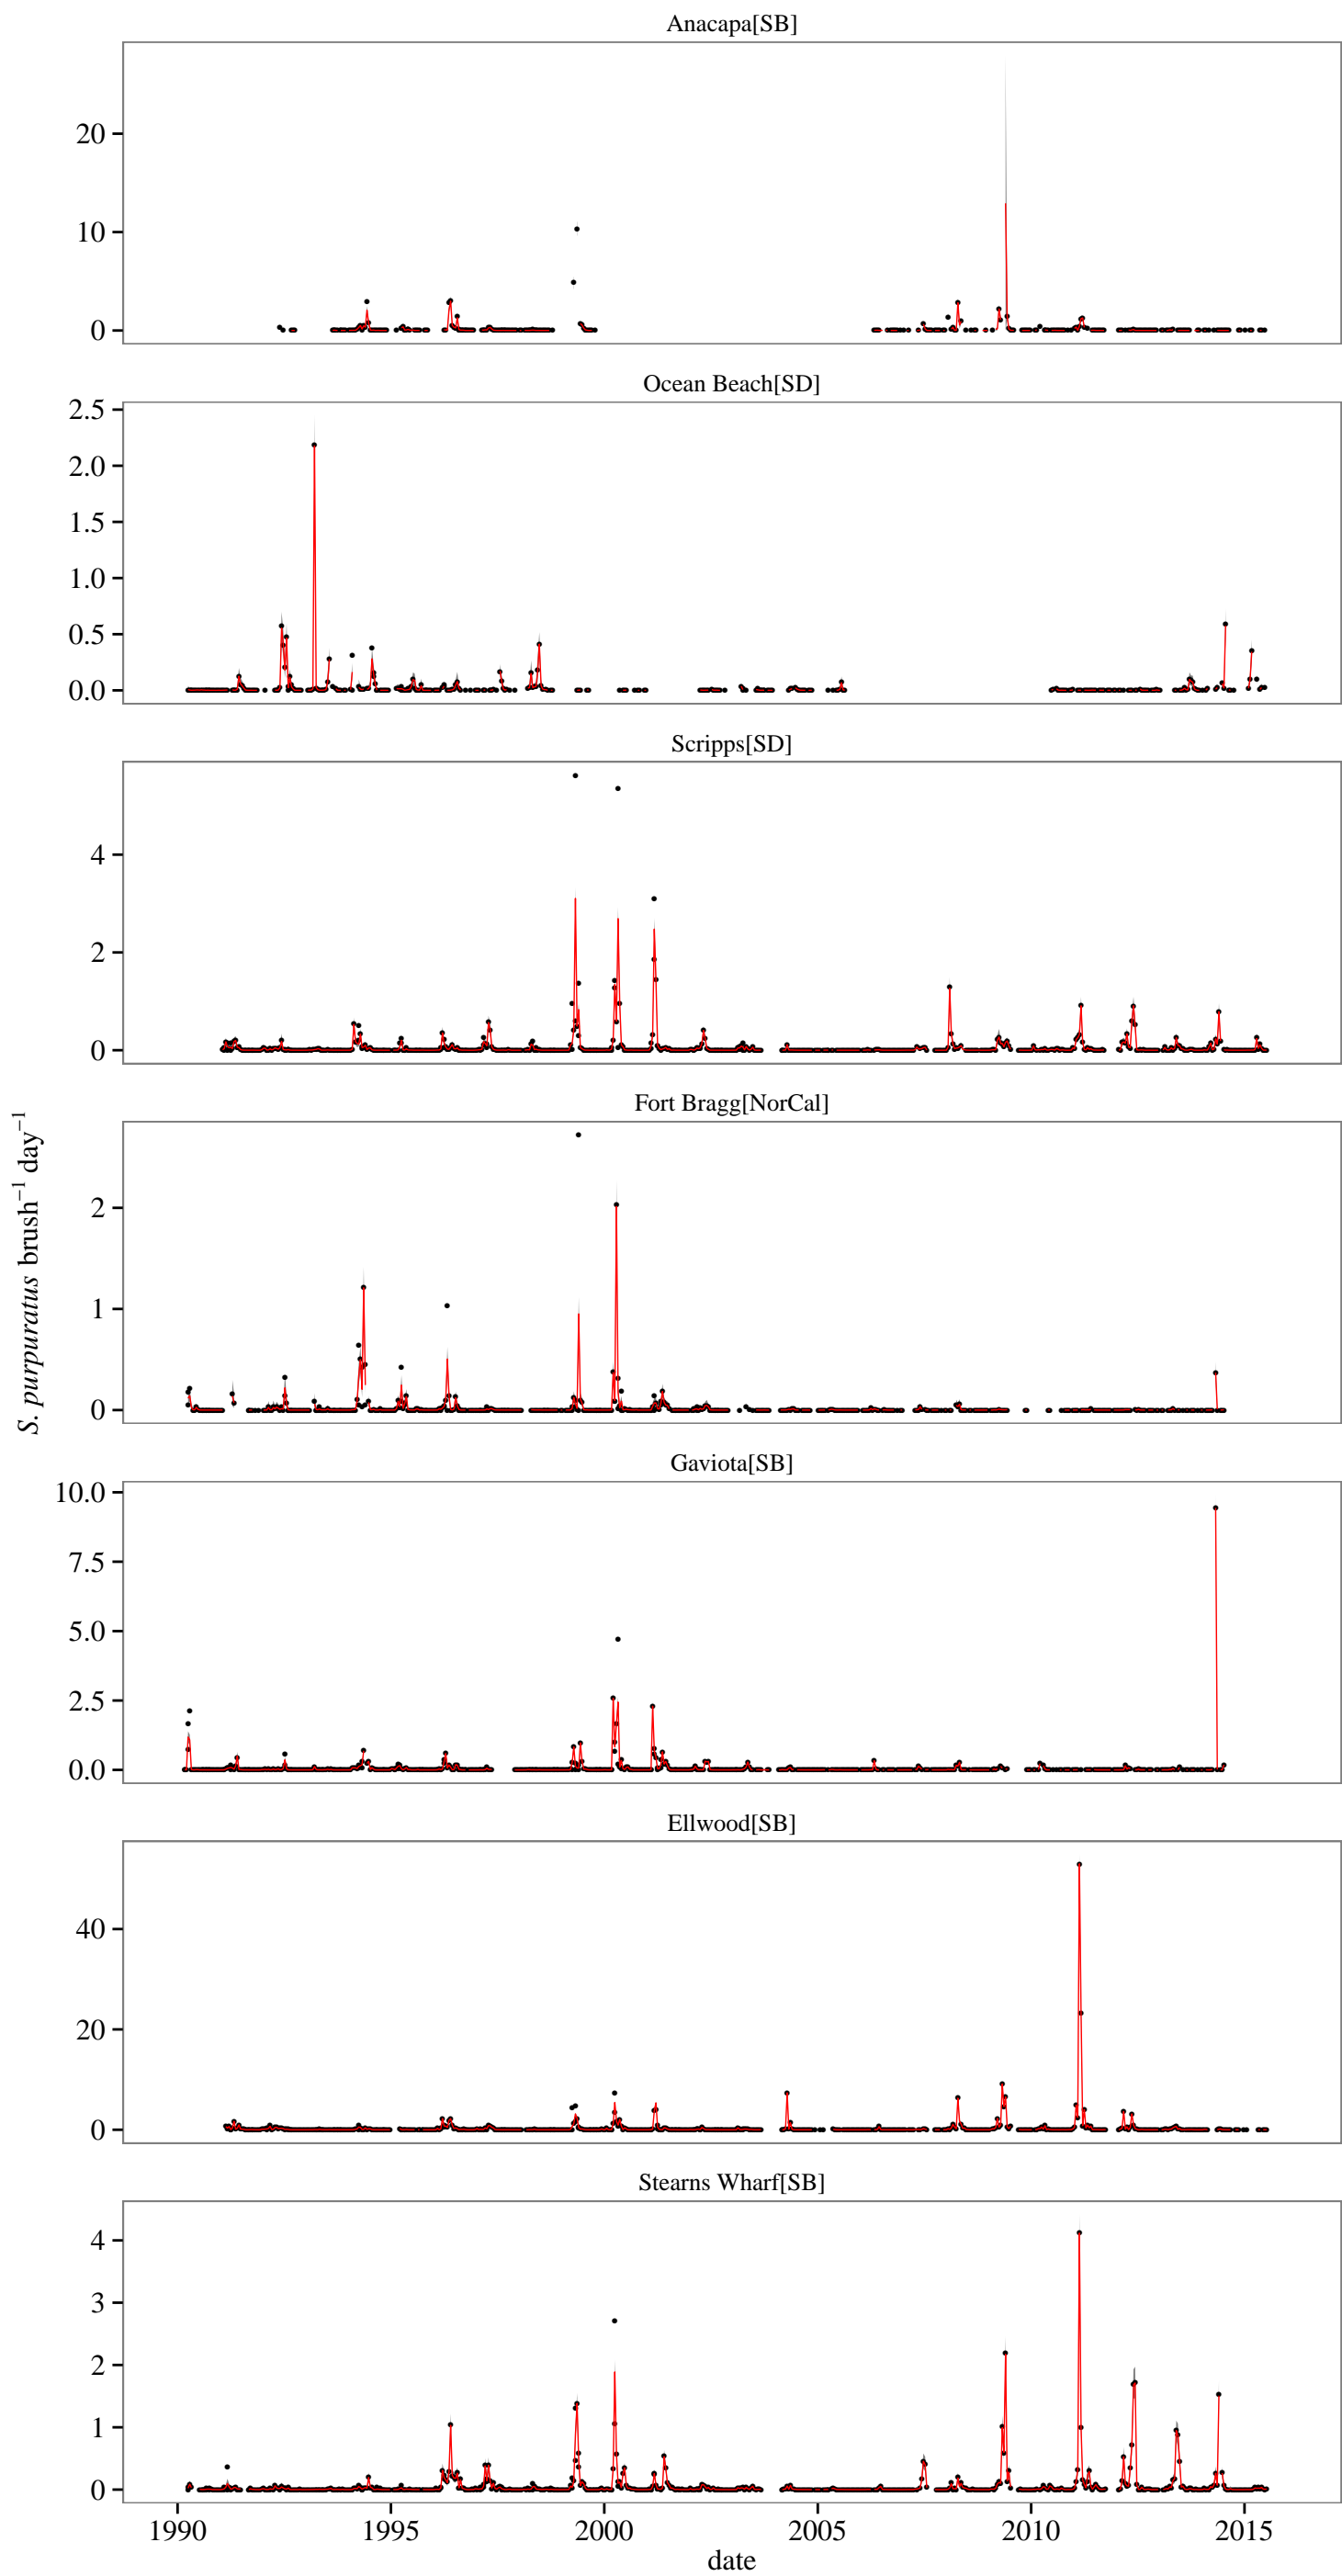 Anacapa[SB]
20
10
0
Ocean Beach[SD]
2.5
2.0
1.5
1.0
0.5
0.0
Scripps[SD]
4
2
0
Fort Bragg[NorCal]
2
1
0
S. purpuratus brush⁻¹ day⁻¹
Gaviota[SB]
10.0
7.5
5.0
2.5
0.0
Ellwood[SB]
40
20
0
Stearns Wharf[SB]
4
3
2
1
0
1990 1995 2000 2005 2010 2015
date